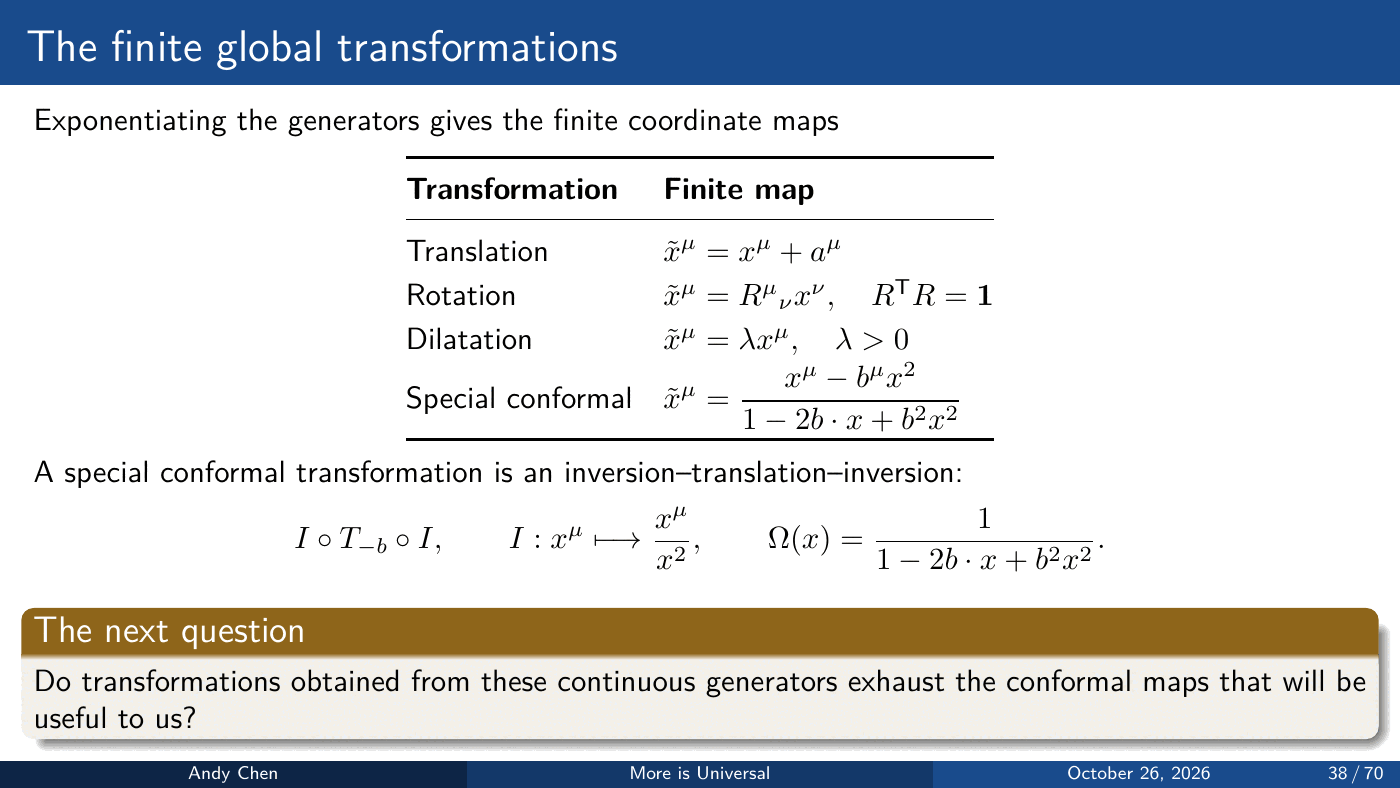 The finite global transformations
Exponentiating the generators gives the finite coordinate maps
Transformation Finite map
Translation x̃^μ = x^μ + a^μ
Rotation x̃^μ = R^μ_ν x^ν, R^T R = 1
Dilatation x̃^μ = λx^μ, λ > 0
Special conformal x̃^μ = (x^μ − b^μ x^2) / (1 − 2b · x + b^2 x^2)
A special conformal transformation is an inversion–translation–inversion:
I ∘ T_{−b} ∘ I, I : x^μ ⟼ x^μ / x^2, Ω(x) = 1 / (1 − 2b · x + b^2 x^2).
The next question
Do transformations obtained from these continuous generators exhaust the conformal maps that will be
useful to us?
Andy Chen More is Universal October 26, 2026 38 / 70